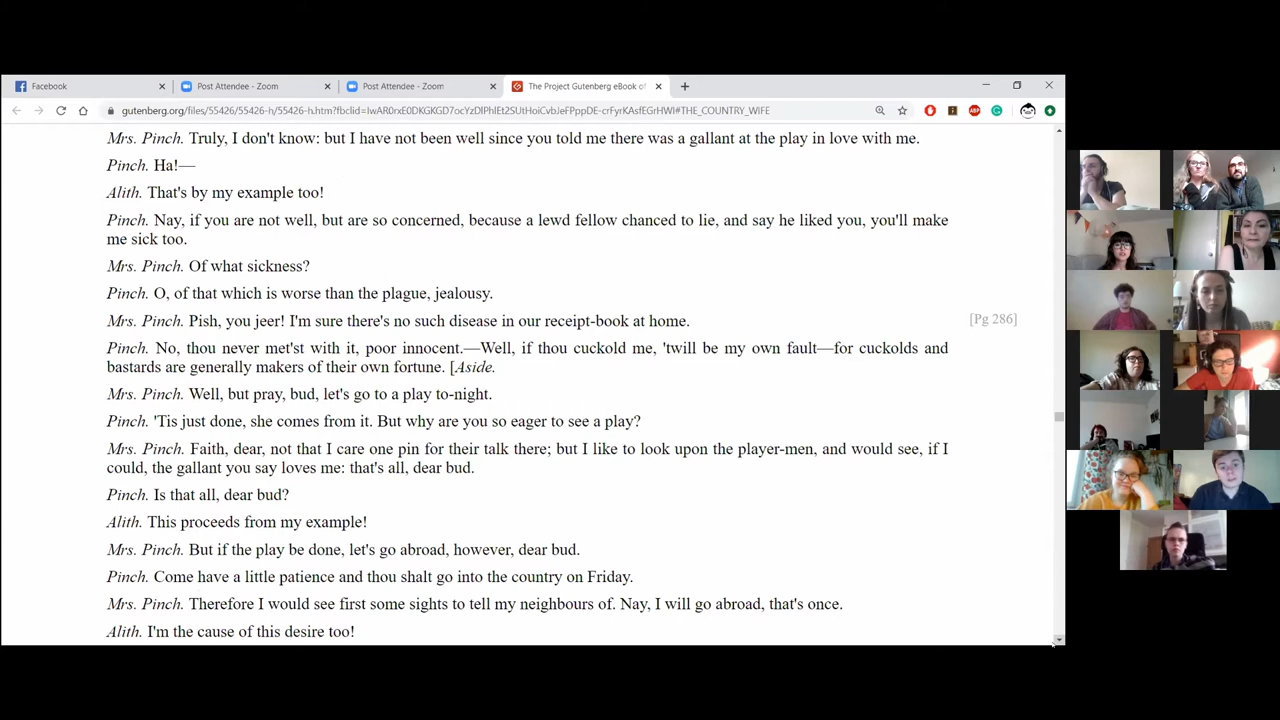 Facebook
Post Attendee - Zoom
Post Attendee - Zoom
The Project Gutenberg eBook of
gutenberg.org/files/55426/55426-h/55426-h.htm?fbclid=IwAR0rxE0DKGKGD7ocYzDlPhlEt2SUtHoiCvbJeFPppDE-crFyrKAsfEGrHWI#THE_COUNTRY_WIFE
ABP
Mrs. Pinch. Truly, I don't know: but I have not been well since you told me there was a gallant at the play in love with me.
Pinch. Ha!—
Alith. That's by my example too!
Pinch. Nay, if you are not well, but are so concerned, because a lewd fellow chanced to lie, and say he liked you, you'll make
me sick too.
Mrs. Pinch. Of what sickness?
Pinch. O, of that which is worse than the plague, jealousy.
Mrs. Pinch. Pish, you jeer! I'm sure there's no such disease in our receipt-book at home.
[Pg 286]
Pinch. No, thou never met'st with it, poor innocent.—Well, if thou cuckold me, 'twill be my own fault—for cuckolds and
bastards are generally makers of their own fortune. [Aside.
Mrs. Pinch. Well, but pray, bud, let's go to a play to-night.
Pinch. 'Tis just done, she comes from it. But why are you so eager to see a play?
Mrs. Pinch. Faith, dear, not that I care one pin for their talk there; but I like to look upon the player-men, and would see, if I
could, the gallant you say loves me: that's all, dear bud.
Pinch. Is that all, dear bud?
Alith. This proceeds from my example!
Mrs. Pinch. But if the play be done, let's go abroad, however, dear bud.
Pinch. Come have a little patience and thou shalt go into the country on Friday.
Mrs. Pinch. Therefore I would see first some sights to tell my neighbours of. Nay, I will go abroad, that's once.
Alith. I'm the cause of this desire too!